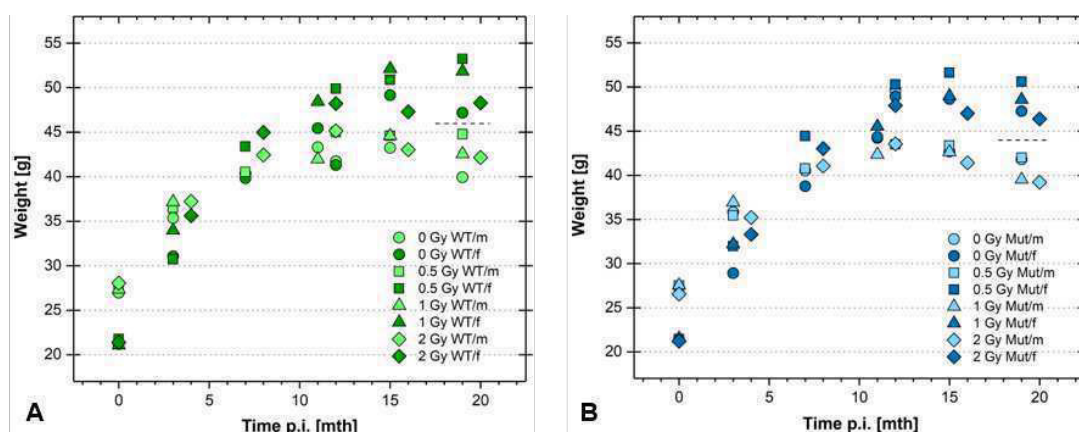 55
50
45
40
35
30
25
20
Weight [g]
0 Gy WT/m
0 Gy WT/f
0.5 Gy WT/m
0.5 Gy WT/f
1 Gy WT/m
1 Gy WT/f
2 Gy WT/m
2 Gy WT/f
0 5 10 15 20
Time p.i. [mth]
A
55
50
45
40
35
30
25
20
Weight [g]
0 Gy Mut/m
0 Gy Mut/f
0.5 Gy Mut/m
0.5 Gy Mut/f
1 Gy Mut/m
1 Gy Mut/f
2 Gy Mut/m
2 Gy Mut/f
0 5 10 15 20
Time p.i. [mth]
B